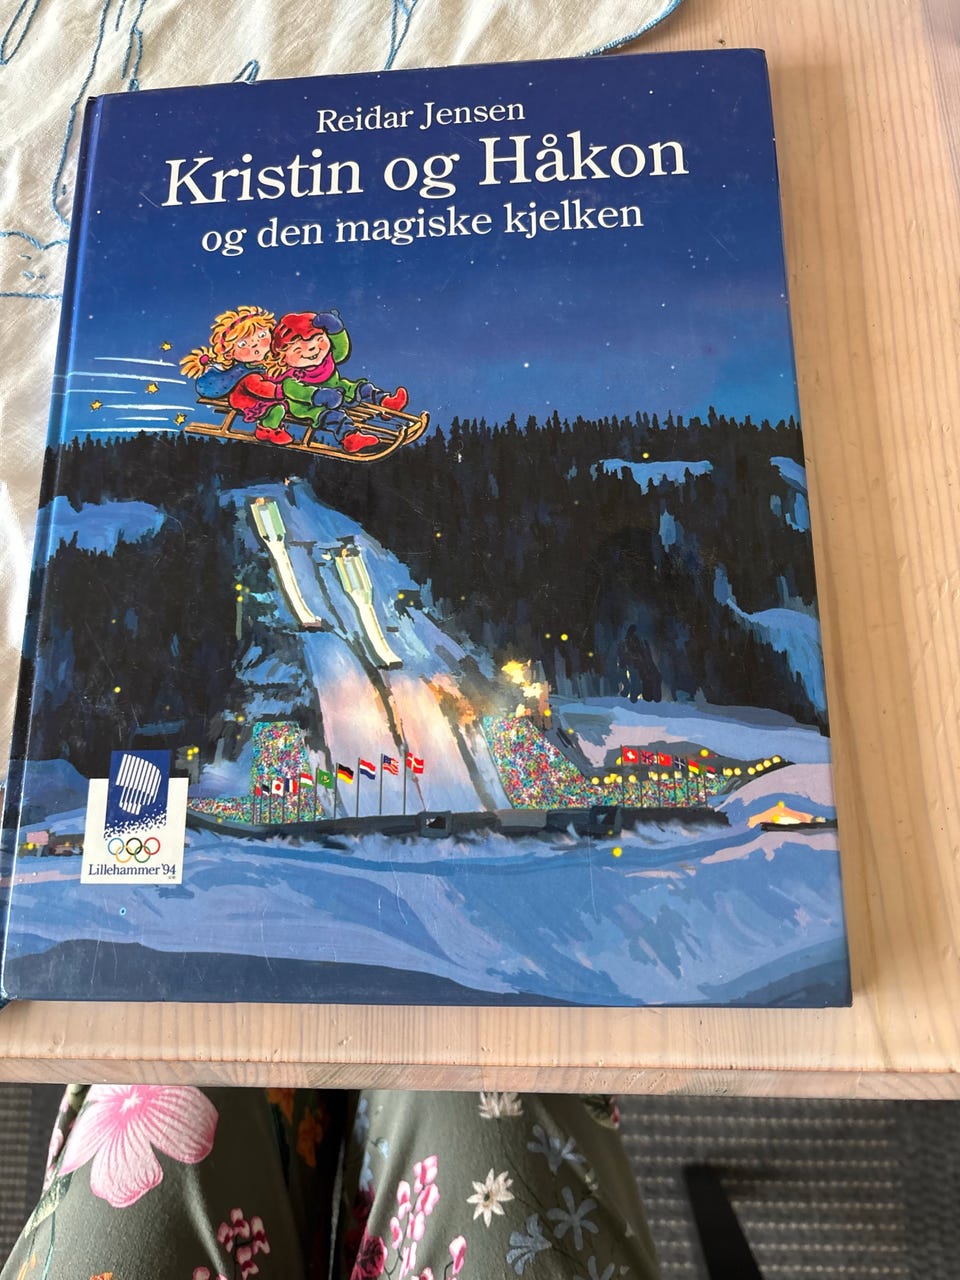 Reidar Jensen
Kristin og Håkon
og den magiske kjelken
Lillehammer '94